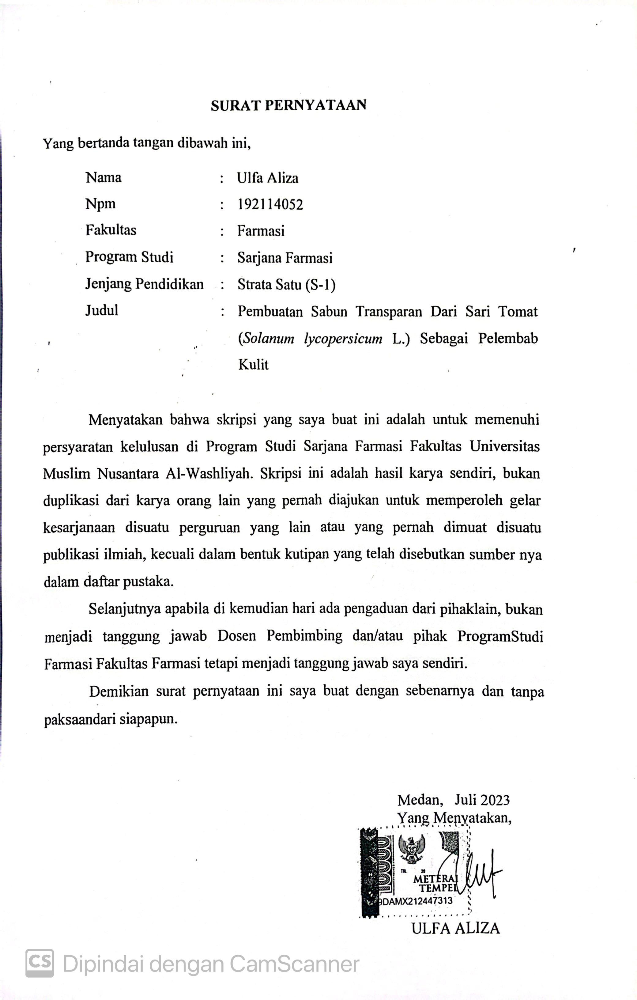 SURAT PERNYATAAN
Yang bertanda tangan dibawah ini,
Nama : Ulfa Aliza
Npm : 192114052
Fakultas : Farmasi
Program Studi : Sarjana Farmasi
Jenjang Pendidikan : Strata Satu (S-1)
Judul : Pembuatan Sabun Transparan Dari Sari Tomat
(Solanum lycopersicum L.) Sebagai Pelembab
Kulit
Menyatakan bahwa skripsi yang saya buat ini adalah untuk memenuhi
persyaratan kelulusan di Program Studi Sarjana Farmasi Fakultas Universitas
Muslim Nusantara Al-Washliyah. Skripsi ini adalah hasil karya sendiri, bukan
duplikasi dari karya orang lain yang pernah diajukan untuk memperoleh gelar
kesarjanaan disuatu perguruan yang lain atau yang pernah dimuat disuatu
publikasi ilmiah, kecuali dalam bentuk kutipan yang telah disebutkan sumber nya
dalam daftar pustaka.
Selanjutnya apabila di kemudian hari ada pengaduan dari pihaklain, bukan
menjadi tanggung jawab Dosen Pembimbing dan/atau pihak ProgramStudi
Farmasi Fakultas Farmasi tetapi menjadi tanggung jawab saya sendiri.
Demikian surat pernyataan ini saya buat dengan sebenarnya dan tanpa
paksaandari siapapun.
Medan, Juli 2023
Yang Menyatakan,
10000
TGL 20
METERAI
TEMPEL
9DAMX212447313
ULFA ALIZA
CS Dipindai dengan CamScanner